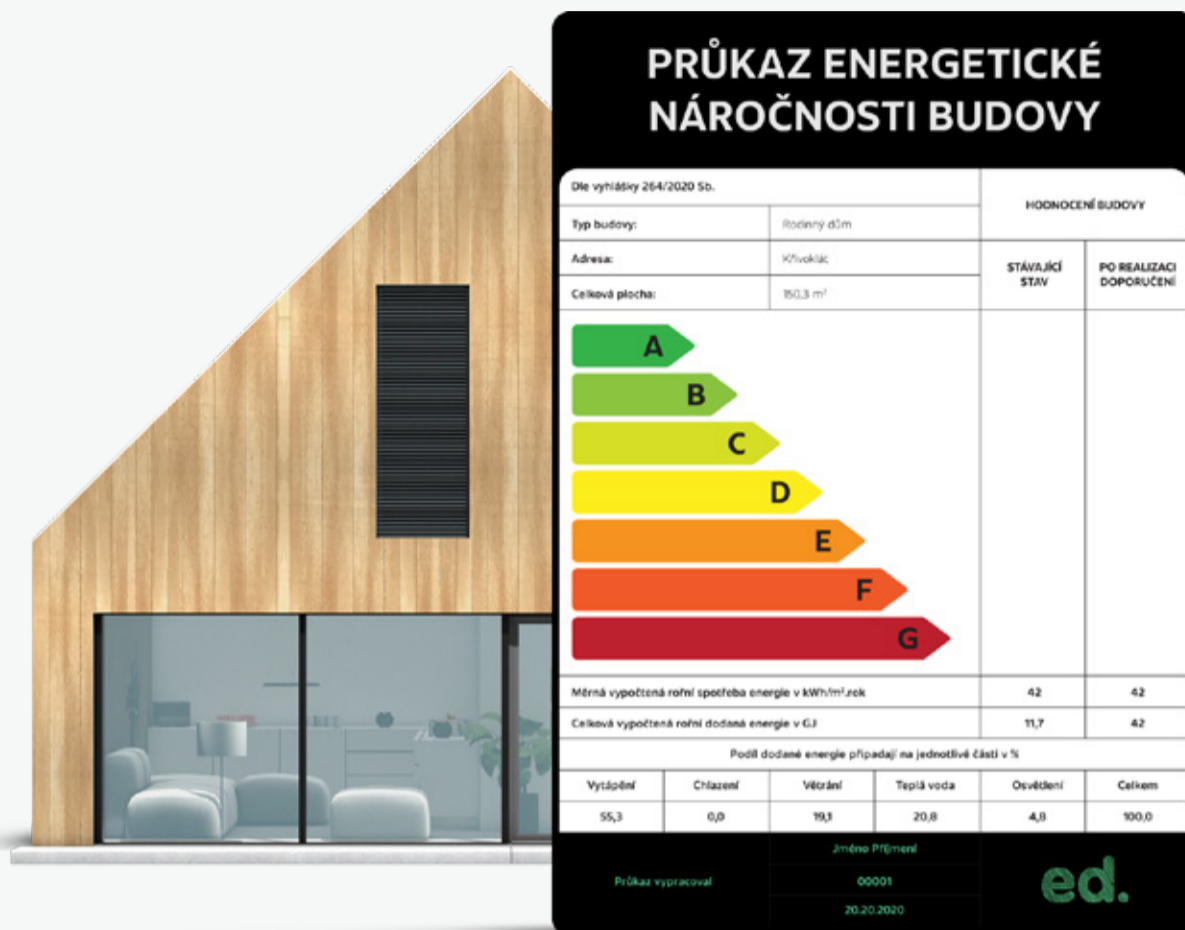 PRŮKAZ ENERGETICKÉ
NÁROČNOSTI BUDOVY
Dle vyhlášky 264/2020 Sb.
HODNOCENÍ BUDOVY
Typ budovy:
Rodinný dům
Adresa:
Křivoklác
STÁVAJÍCÍ
STAV
PO REALIZACI
DOPORUČENÍ
Celková plocha:
150,3 m²
A
B
C
D
E
F
G
Měrná vypočtená rořní spotřeba energie v kWh/m².rok
42
42
Celková vypočtená rořní dodaná energie v GJ
11,7
42
Podíl dodané energie připadají na jednotlivé části v %
Vytápění
Chlazení
Větrání
Teplá voda
Osvětlení
Celkem
55,3
0,0
19,1
20,8
4,8
100,0
Průkaz vypracoval
Jméno Příjmení
00001
20.20.2020
ed.